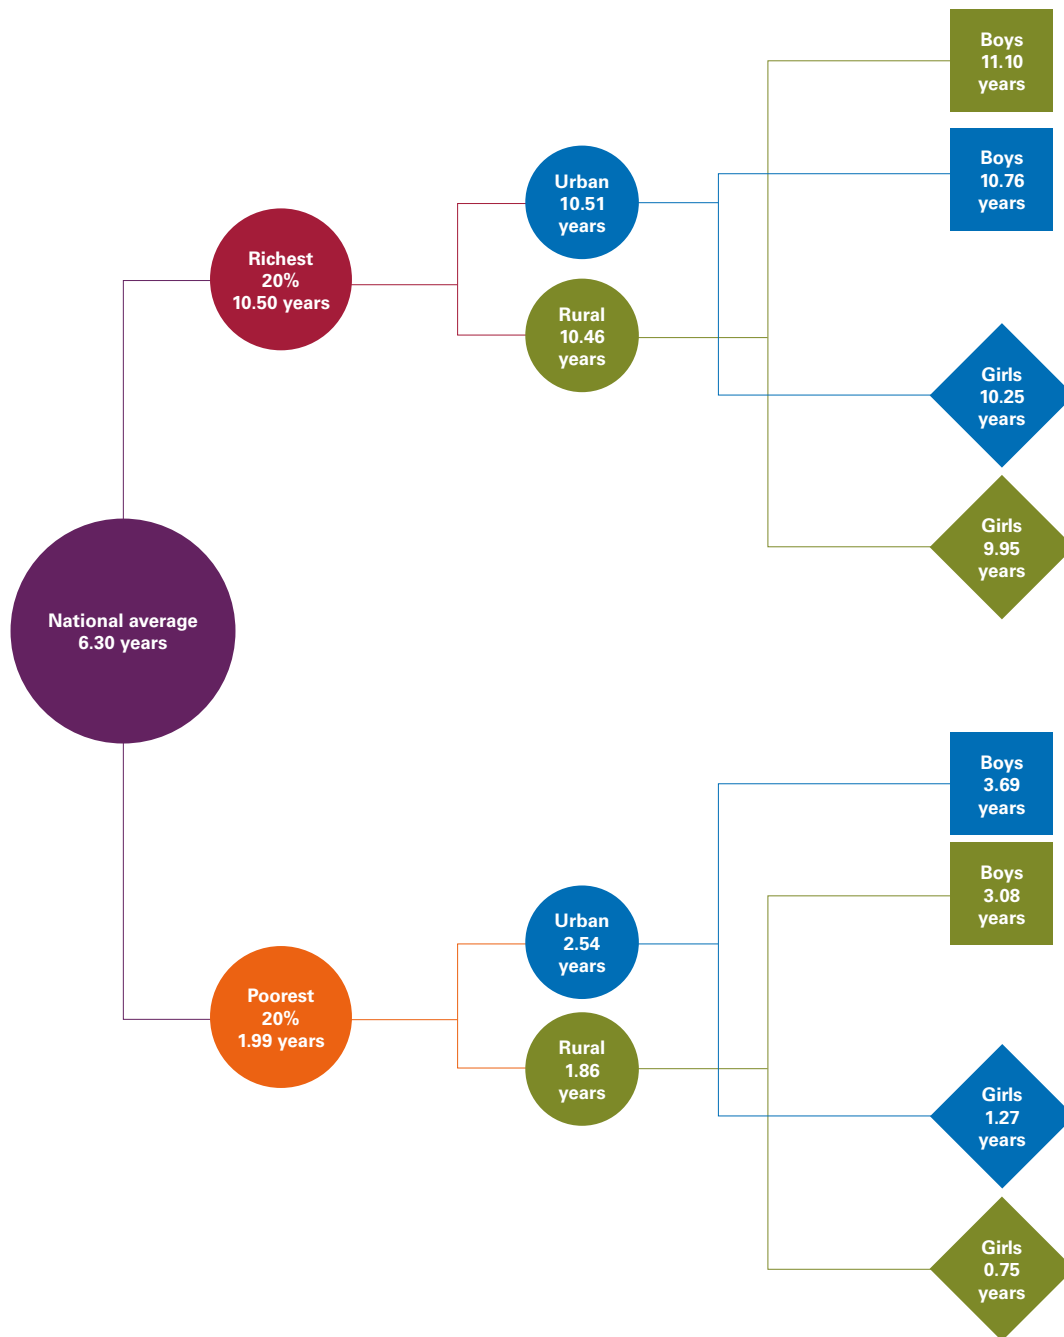 Boys
11.10
years
Boys
10.76
years
Urban
10.51
years
Richest
20%
10.50 years
Rural
10.46
years
Girls
10.25
years
Girls
9.95
years
National average
6.30 years
Boys
3.69
years
Boys
3.08
years
Urban
2.54
years
Poorest
20%
1.99 years
Rural
1.86
years
Girls
1.27
years
Girls
0.75
years